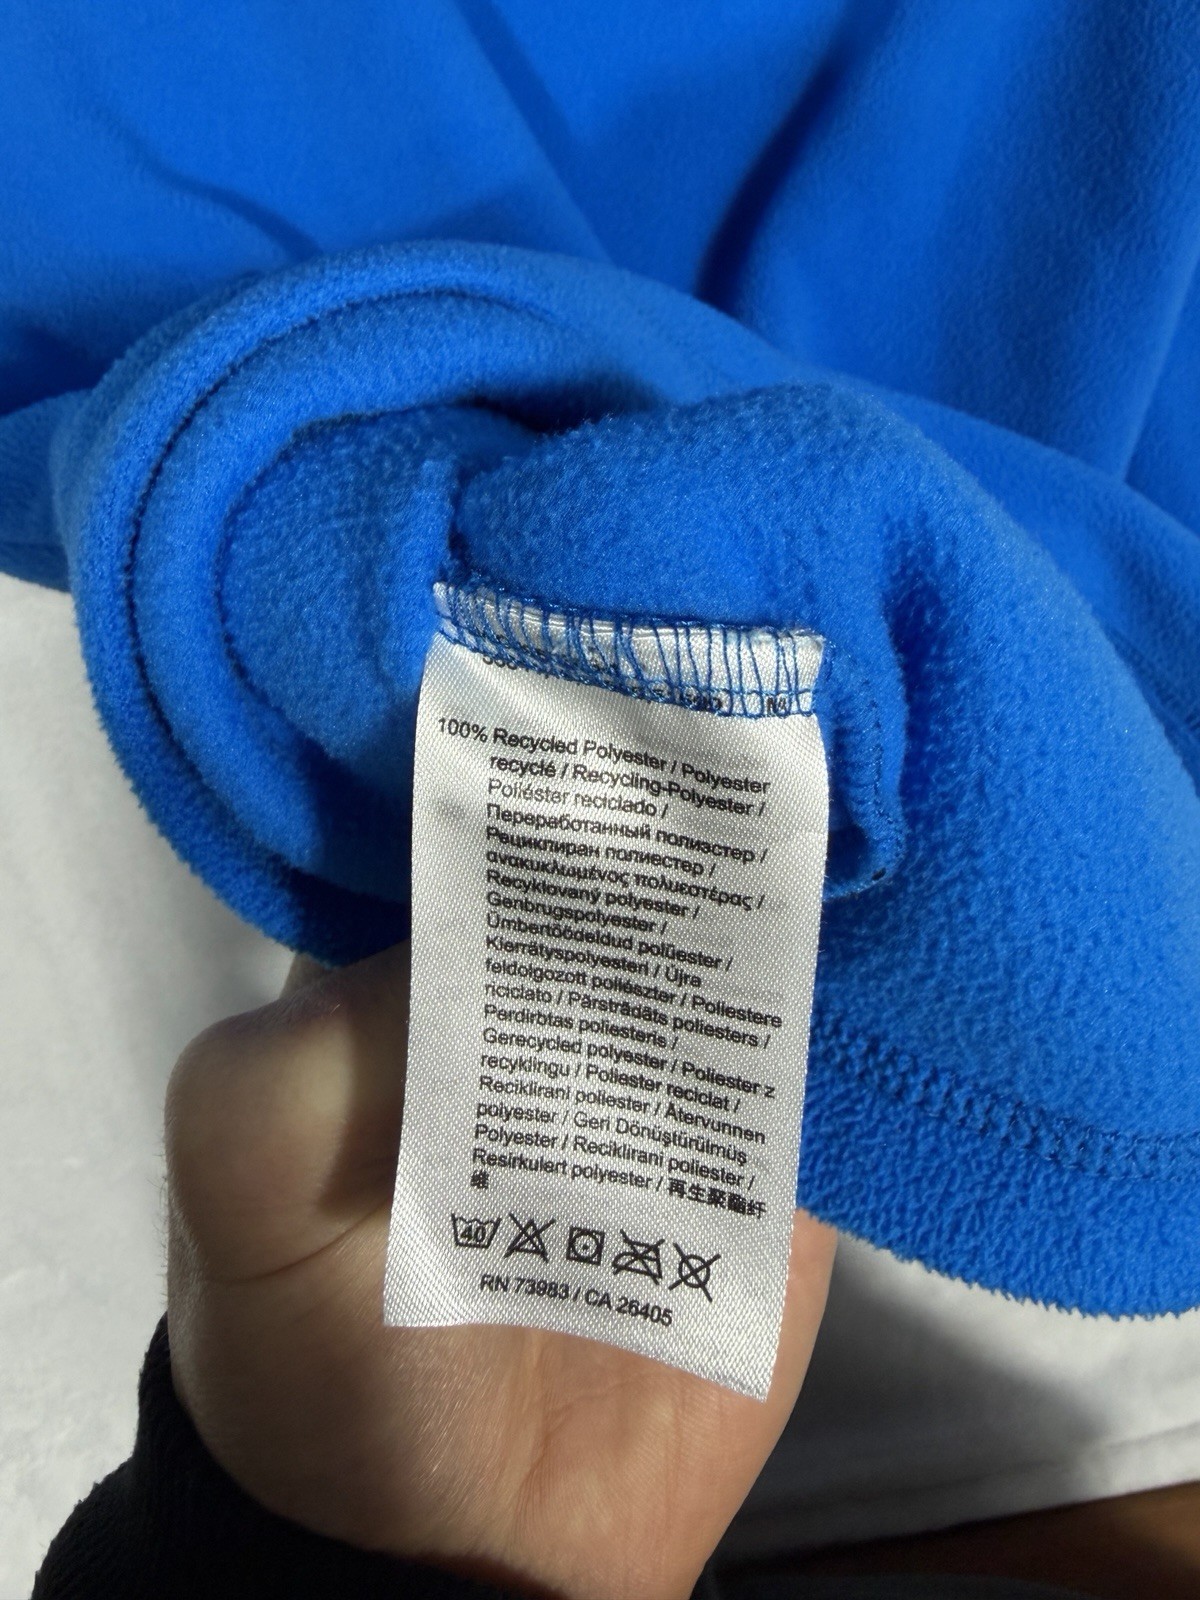 100% Recycled Polyester / Polyester
recyclé / Recycling-Polyester /
Poliéster reciclado /
Переработанный полиэстер /
Рециклиран полиестер /
ανακυκλωμένος πολυεστέρας /
Recyklovaný polyester /
Genbrugspolyester /
Ümbertöödeldud polüester /
Kierrätyspolyesteri / Újra
feldolgozott poliészter / Poliestere
riciclato / Pārstrādāts poliesters /
Perdirbtas poliesteris /
Gerecycled polyester / Poliester z
recyklingu / Poliester reciclat /
Reciklirani poliester / Återvunnen
polyester / Geri Dönüştürülmüş
Polyester / Reciklirani poliester /
Resirkulert polyester / 再生聚酯纤
维
40
RN 73983 / CA 26405